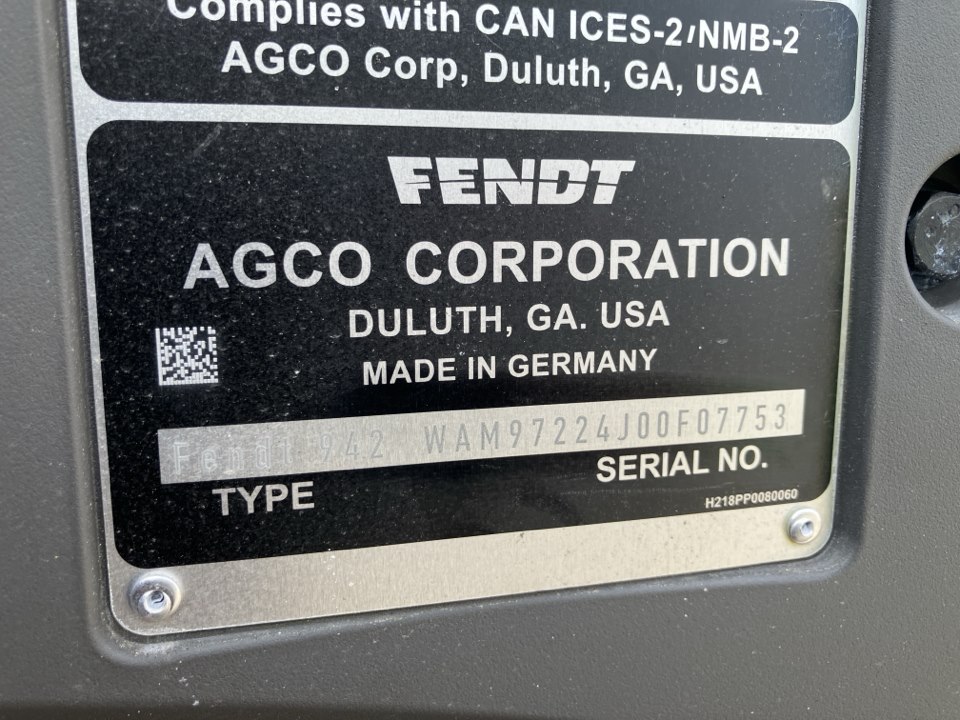 Complies with CAN ICES-2/NMB-2
AGCO Corp, Duluth, GA, USA
FENDT
AGCO CORPORATION
DULUTH, GA. USA
MADE IN GERMANY
Fendt 942 WAM97224J00F07753
TYPE SERIAL NO.
H218PP0080060